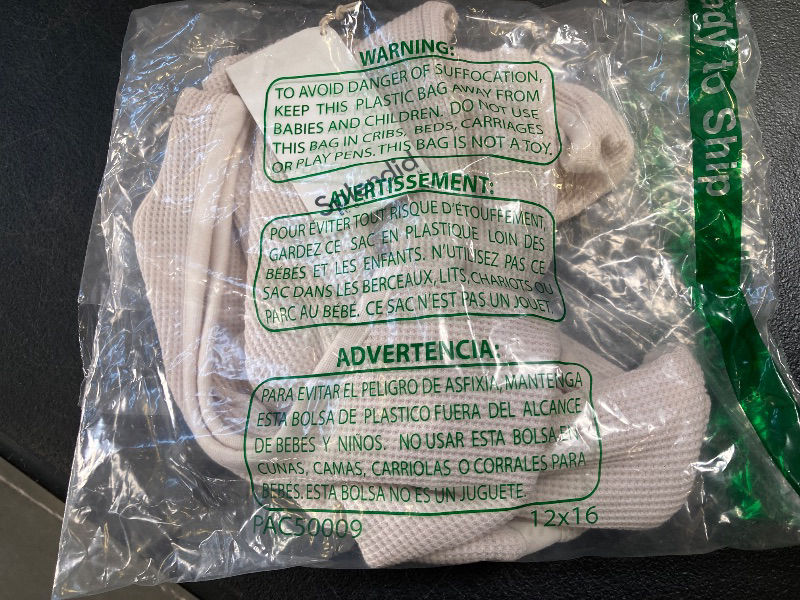 WARNING:
TO AVOID DANGER OF SUFFOCATION,
KEEP THIS PLASTIC BAG AWAY FROM
BABIES AND CHILDREN. DO NOT USE
THIS BAG IN CRIBS, BEDS, CARRIAGES
OR PLAY PENS. THIS BAG IS NOT A TOY.
Splendid
AVERTISSEMENT:
POUR EVITER TOUT RISQUE D'ÉTOUFFEMENT,
GARDEZ CE SAC EN PLASTIQUE LOIN DES
BÉBES ET LES ENFANTS. N'UTILISEZ PAS CE
SAC DANS LES BERCEAUX, LITS, CHARIOTS OU
PARC AU BÉBE. CE SAC N'EST PAS UN JOUET.
ADVERTENCIA:
PARA EVITAR EL PELIGRO DE ASFIXIA, MANTENGA
ESTA BOLSA DE PLASTICO FUERA DEL ALCANCE
DE BEBES Y NIÑOS. NO USAR ESTA BOLSA EN
CUNAS, CAMAS, CARRIOLAS O CORRALES PARA
BEBES. ESTA BOLSA NO ES UN JUGUETE.
PAC50009
12x16
ady to Ship